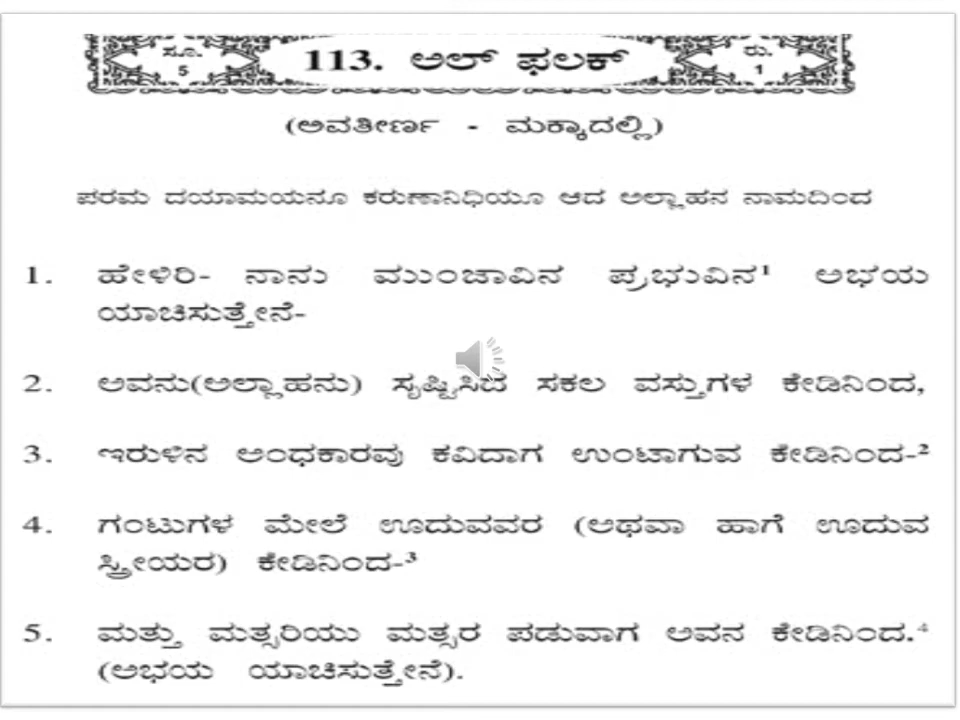 ಸೂ. 5
113. ಅಲ್ ಫಲಕ್
ರು. 1
(ಅವತೀರ್ಣ - ಮಕ್ಕಾದಲ್ಲಿ)
ಪರಮ ದಯಾಮಯನೂ ಕರುಣಾನಿಧಿಯೂ ಆದ ಅಲ್ಲಾಹನ ನಾಮದಿಂದ
1. ಹೇಳಿರಿ- ನಾನು ಮುಂಜಾವಿನ ಪ್ರಭುವಿನ¹ ಅಭಯ
ಯಾಚಿಸುತ್ತೇನೆ-
2. ಅವನು(ಅಲ್ಲಾಹನು) ಸೃಷ್ಟಿಸಿದ ಸಕಲ ವಸ್ತುಗಳ ಕೇಡಿನಿಂದ,
3. ಇರುಳಿನ ಅಂಧಕಾರವು ಕವಿದಾಗ ಉಂಟಾಗುವ ಕೇಡಿನಿಂದ-²
4. ಗಂಟುಗಳ ಮೇಲೆ ಊದುವವರ (ಅಥವಾ ಹಾಗೆ ಊದುವ
ಸ್ತ್ರೀಯರ) ಕೇಡಿನಿಂದ-³
5. ಮತ್ತು ಮತ್ಸರಿಯು ಮತ್ಸರ ಪಡುವಾಗ ಅವನ ಕೇಡಿನಿಂದ.⁴
(ಅಭಯ ಯಾಚಿಸುತ್ತೇನೆ).